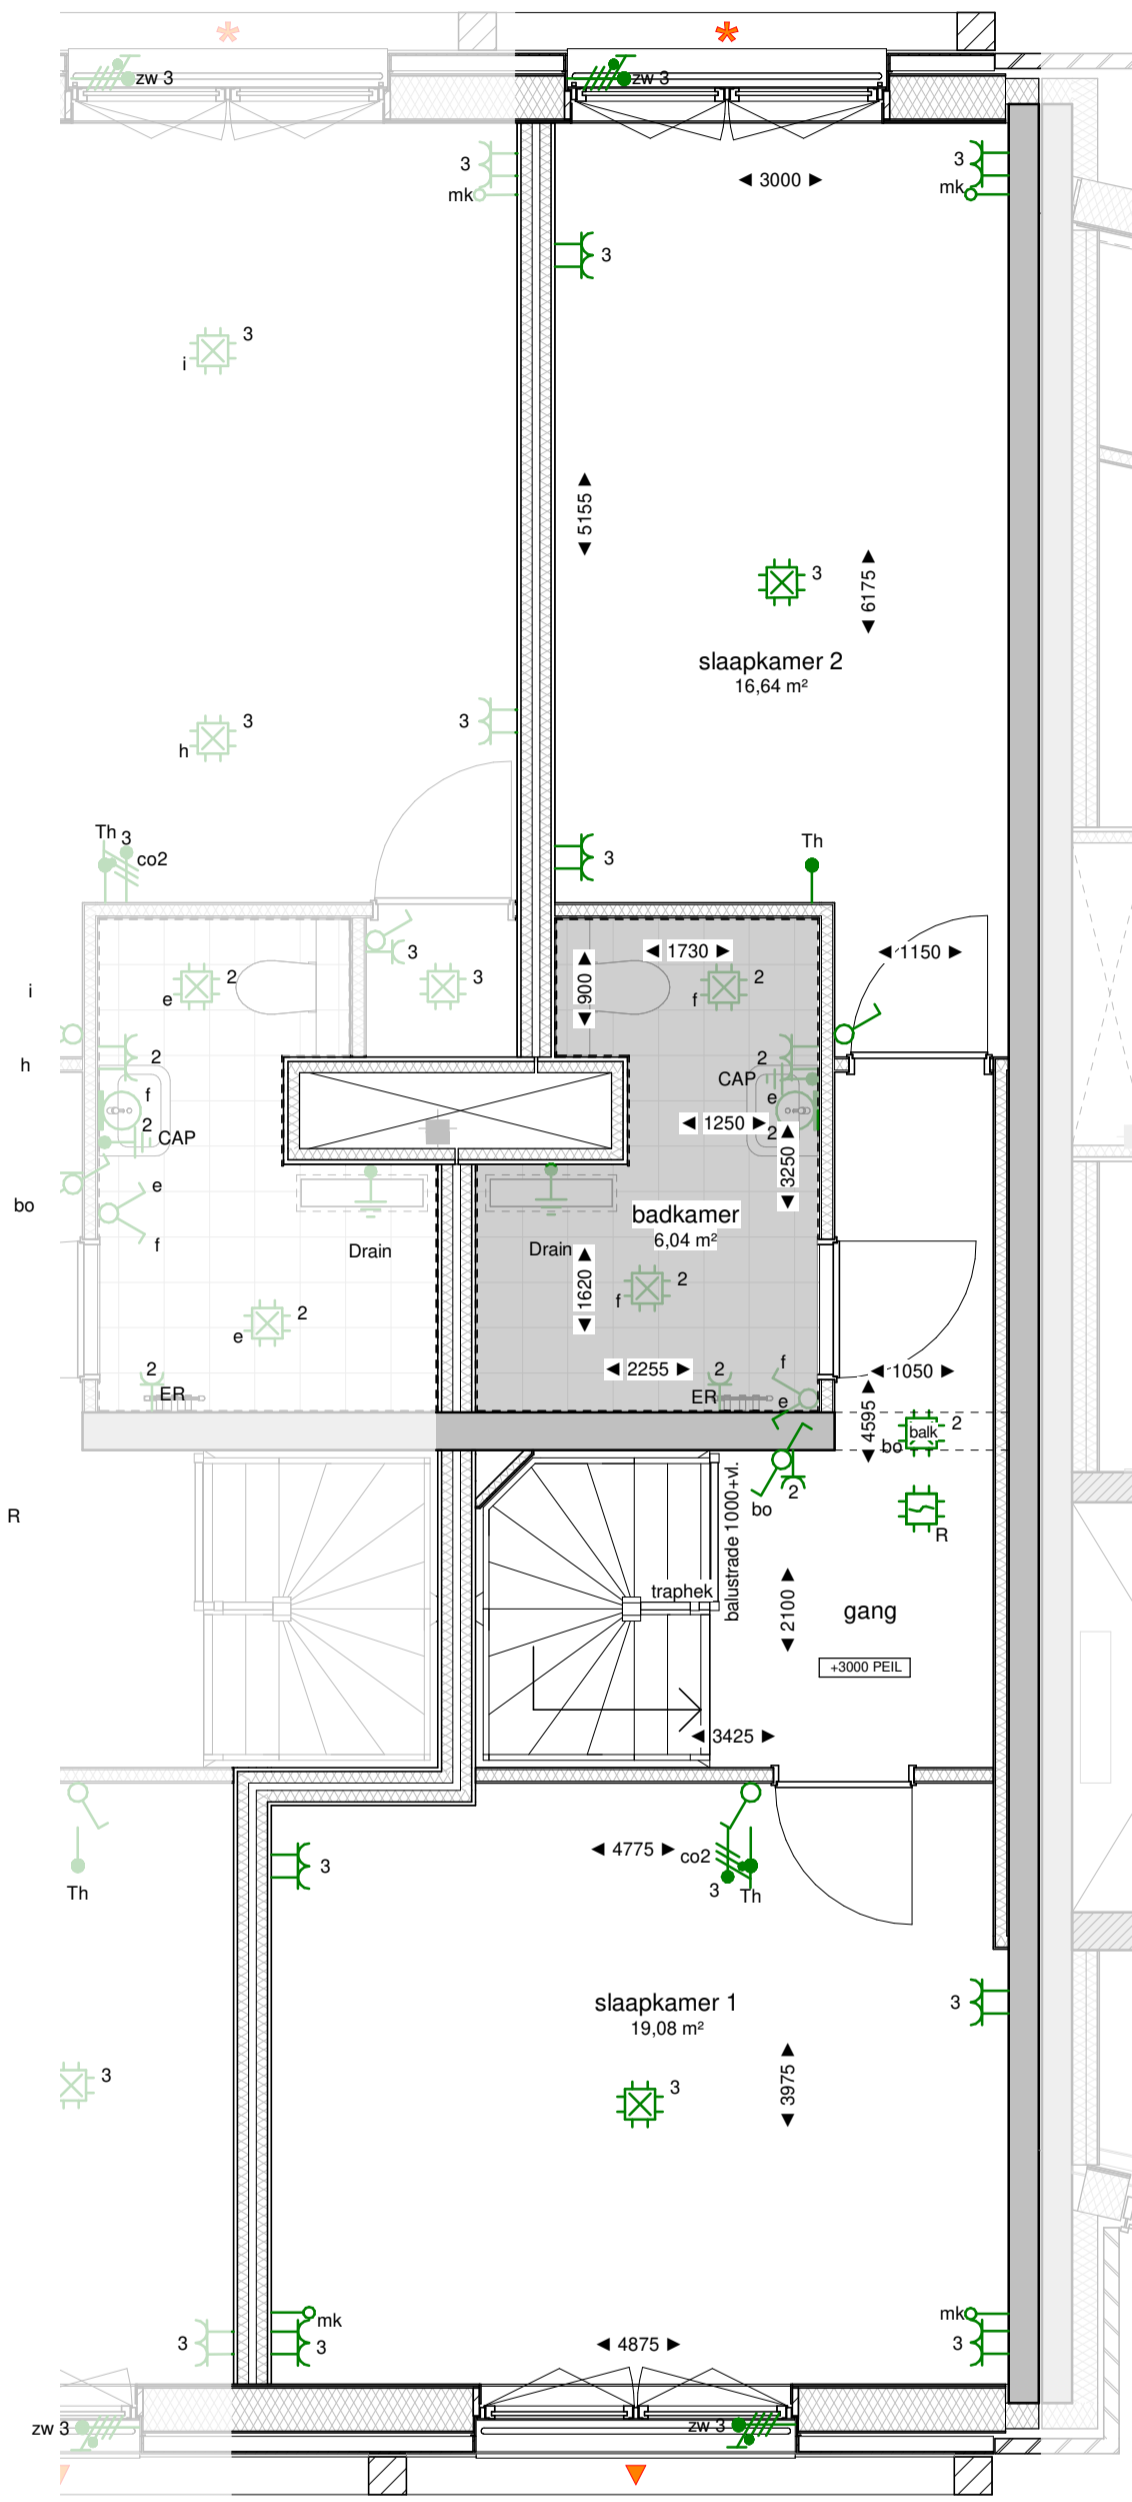 *
*
zw 3
zw 3
3
mk
3000
3
mk
3
3
i
5155
3
6175
slaapkamer 2
16,64 m²
3
h
3
Th
3
co2
3
Th
3
1730
1150
i
2
e
3
900
2
f
h
2
f
2
CAP
2
CAP
e
1250
2
3250
bo
e
f
badkamer
6,04 m²
Drain
Drain
1620
2
e
2
f
2
ER
2255
ER
f
e
1050
4595
bo
balk
2
2
bo
R
R
balustrade 1000+vl.
traphek
2100
gang
+3000 PEIL
3425
4775
co2
3
Th
Th
3
slaapkamer 1
19,08 m²
3
3
3
3975
mk
3
3
mk
3
4875
zw 3
zw 3